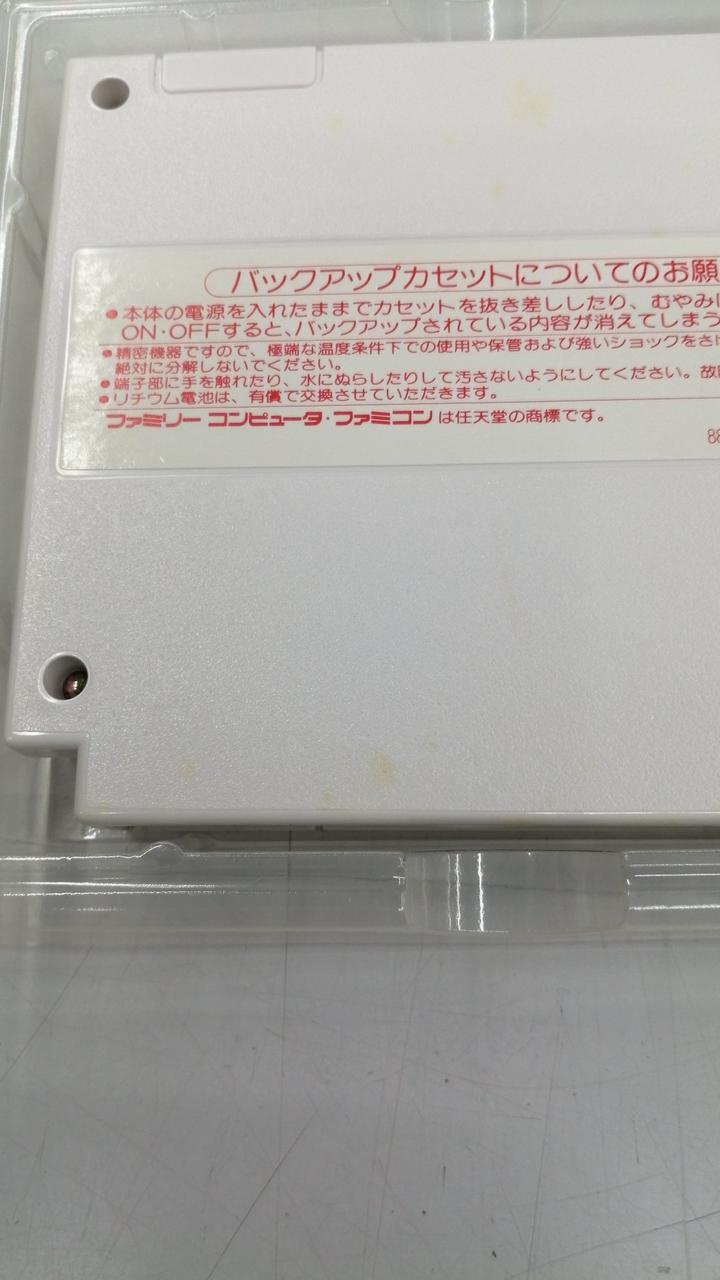 バックアップカセットについてのお願
●本体の電源を入れたままでカセットを抜き差ししたり、むやみに
ON・OFFすると、バックアップされている内容が消えてしまう
●精密機器ですので、極端な温度条件下での使用や保管および強いショックをさけ
絶対に分解しないでください。
●端子部に手を触れたり、水にぬらしたりして汚さないようにしてください。故
●リチウム電池は、有償で交換させていただきます。
ファミリー コンピュータ・ファミコン は任天堂の商標です。
88